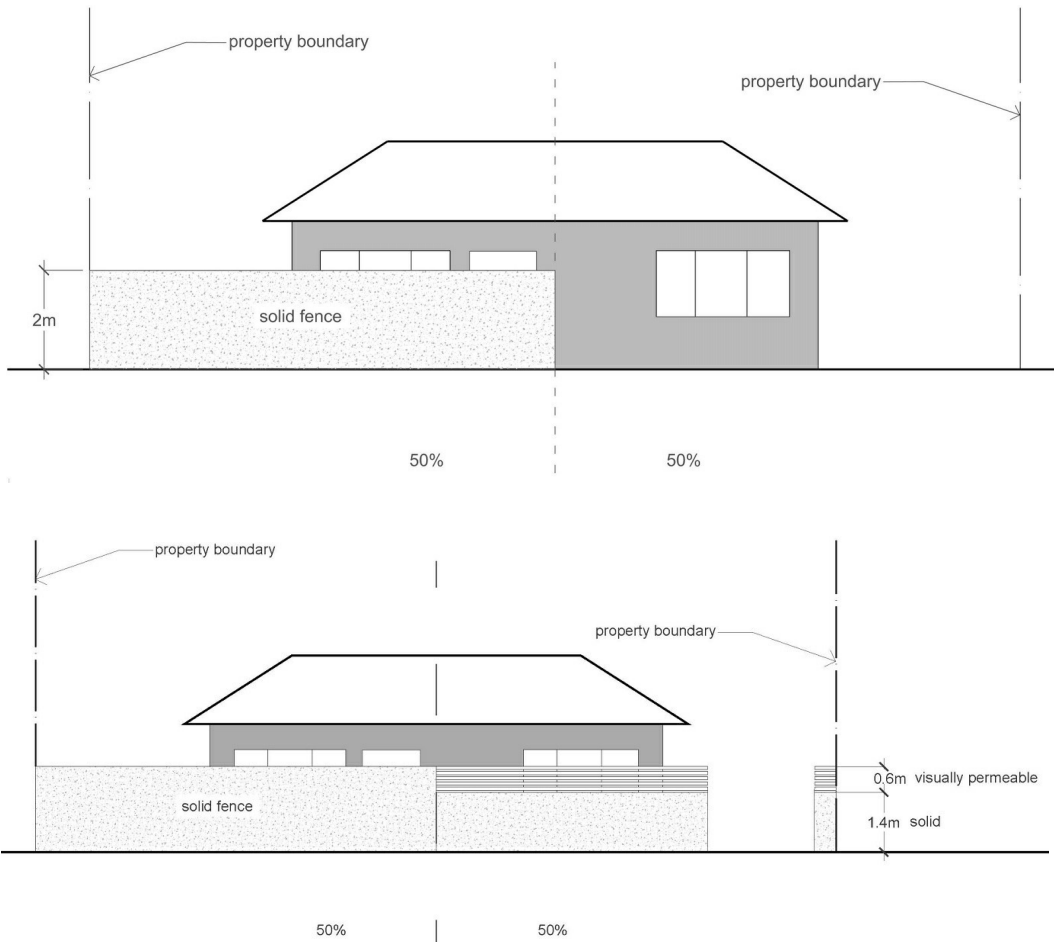 property boundary
property boundary
2m
solid fence
50%
50%
property boundary
property boundary
0.6m visually permeable
solid fence
1.4m solid
50%
50%